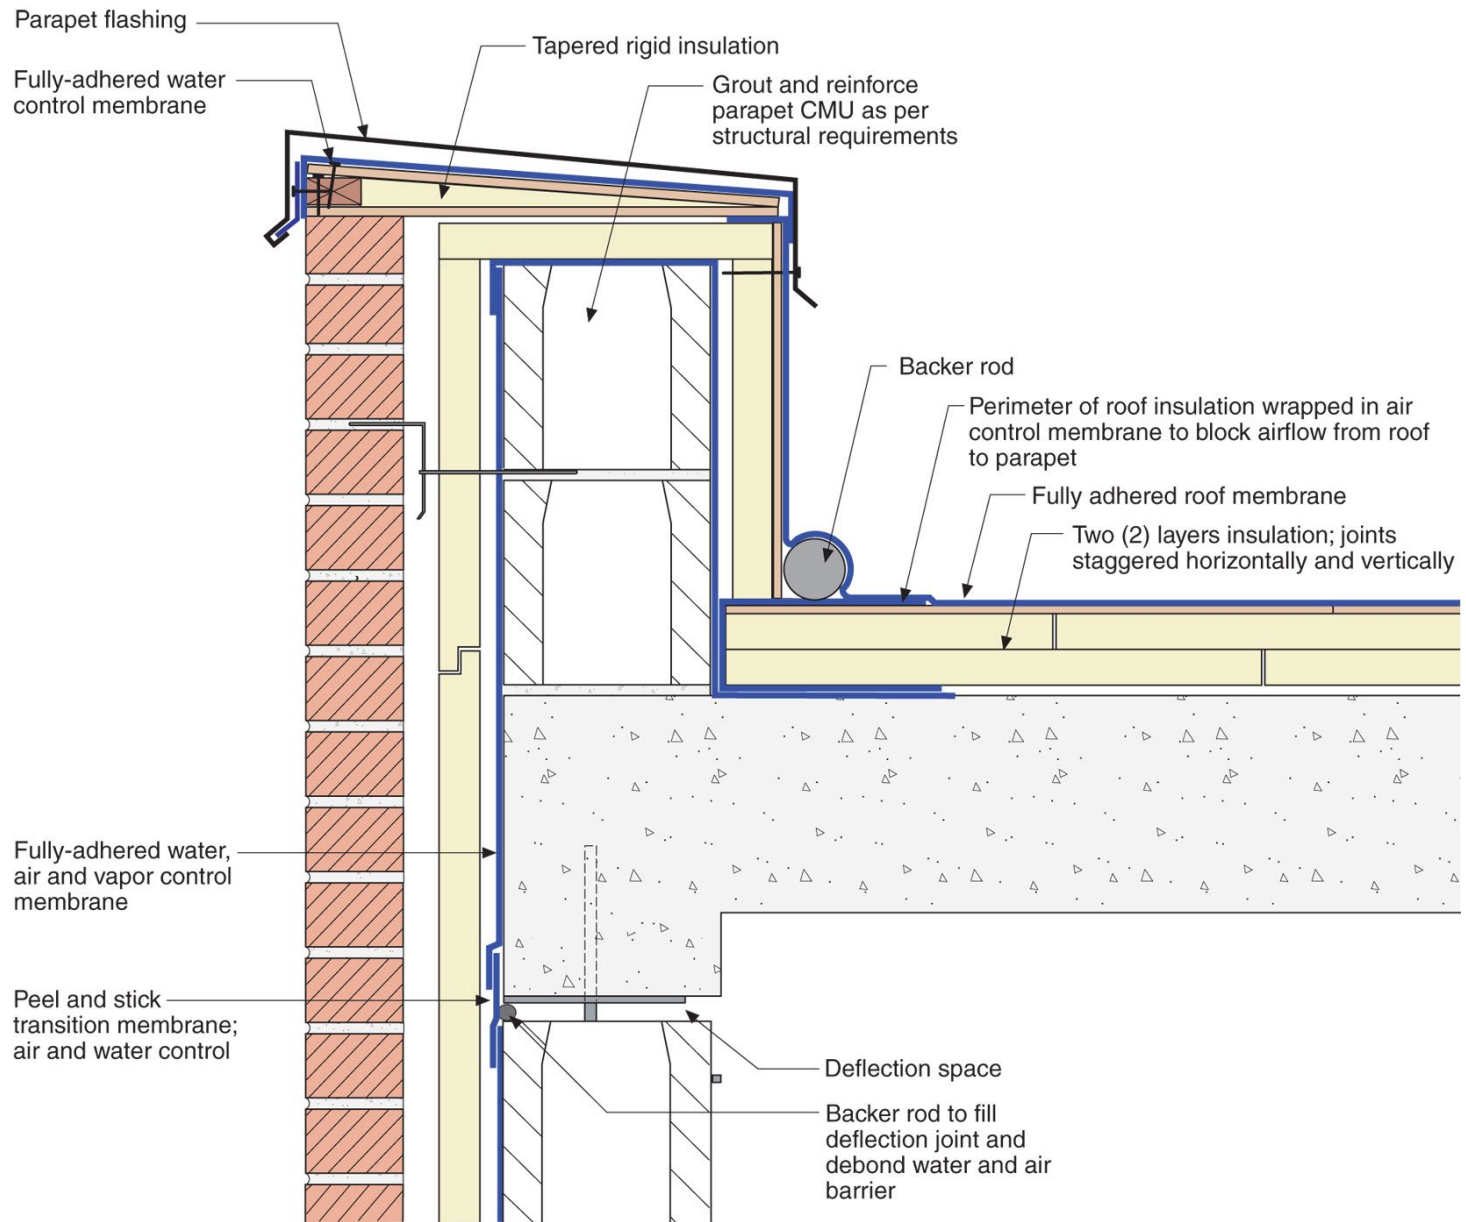 Parapet flashing
Tapered rigid insulation
Fully-adhered water
control membrane
Grout and reinforce
parapet CMU as per
structural requirements
Backer rod
Perimeter of roof insulation wrapped in air
control membrane to block airflow from roof
to parapet
Fully adhered roof membrane
Two (2) layers insulation; joints
staggered horizontally and vertically
Fully-adhered water,
air and vapor control
membrane
Peel and stick
transition membrane;
air and water control
Deflection space
Backer rod to fill
deflection joint and
debond water and air
barrier